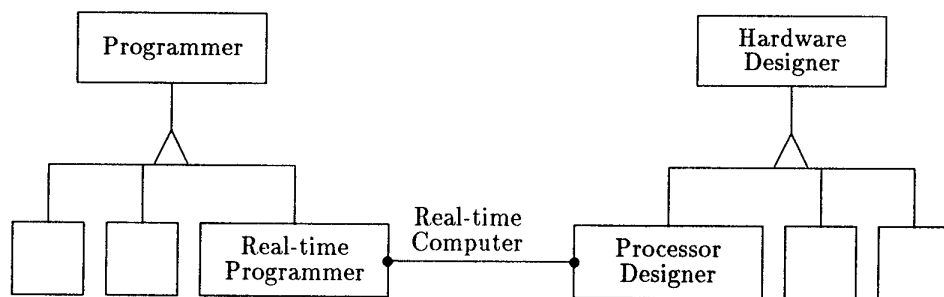 Programmer
Hardware
Designer
Real-time
Computer
Real-time
Programmer
Processor
Designer